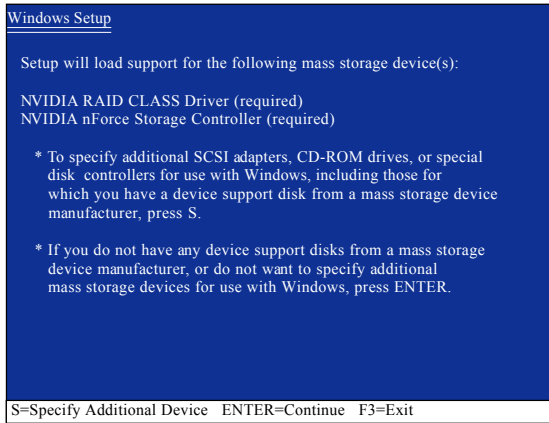 Windows Setup
Setup will load support for the following mass storage device(s):
NVIDIA RAID CLASS Driver (required)
NVIDIA nForce Storage Controller (required)
* To specify additional SCSI adapters, CD-ROM drives, or special
disk controllers for use with Windows, including those for
which you have a device support disk from a mass storage device
manufacturer, press S.
* If you do not have any device support disks from a mass storage
device manufacturer, or do not want to specify additional
mass storage devices for use with Windows, press ENTER.
S=Specify Additional Device ENTER=Continue F3=Exit